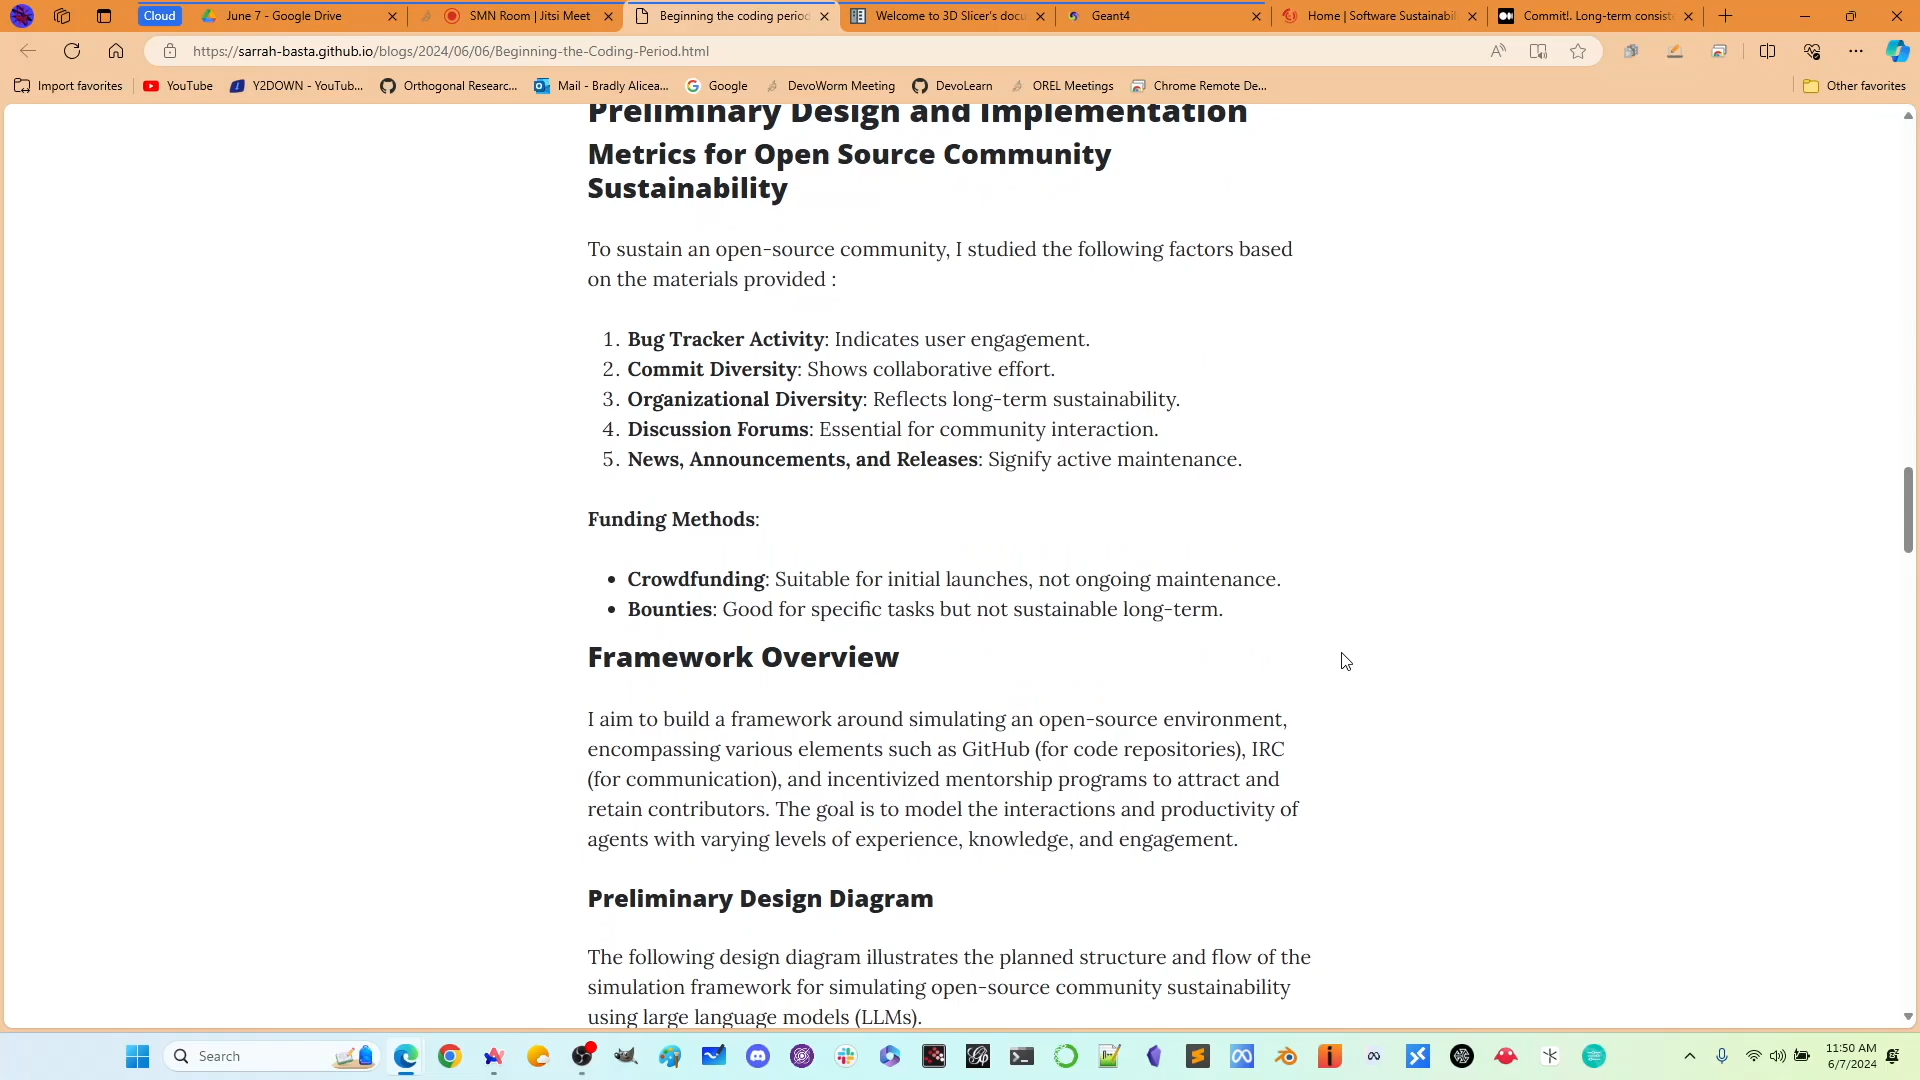 Cloud
June 7 - Google Drive
SMN Room | Jitsi Meet
Beginning the coding period
Welcome to 3D Slicer's docu
Geant4
Home | Software Sustainabil
Commit!. Long-term consist
https://sarrah-basta.github.io/blogs/2024/06/06/Beginning-the-Coding-Period.html
Import favorites
YouTube
Y2DOWN - YouTub...
Orthogonal Researc...
Mail - Bradly Alicea...
Google
DevoWorm Meeting
DevoLearn
OREL Meetings
Chrome Remote De...
Other favorites
Preliminary Design and Implementation
Metrics for Open Source Community
Sustainability
To sustain an open-source community, I studied the following factors based
on the materials provided :
1. Bug Tracker Activity: Indicates user engagement.
2. Commit Diversity: Shows collaborative effort.
3. Organizational Diversity: Reflects long-term sustainability.
4. Discussion Forums: Essential for community interaction.
5. News, Announcements, and Releases: Signify active maintenance.
Funding Methods:
• Crowdfunding: Suitable for initial launches, not ongoing maintenance.
• Bounties: Good for specific tasks but not sustainable long-term.
Framework Overview
I aim to build a framework around simulating an open-source environment,
encompassing various elements such as GitHub (for code repositories), IRC
(for communication), and incentivized mentorship programs to attract and
retain contributors. The goal is to model the interactions and productivity of
agents with varying levels of experience, knowledge, and engagement.
Preliminary Design Diagram
The following design diagram illustrates the planned structure and flow of the
simulation framework for simulating open-source community sustainability
using large language models (LLMs).
Search
11:50 AM
6/7/2024